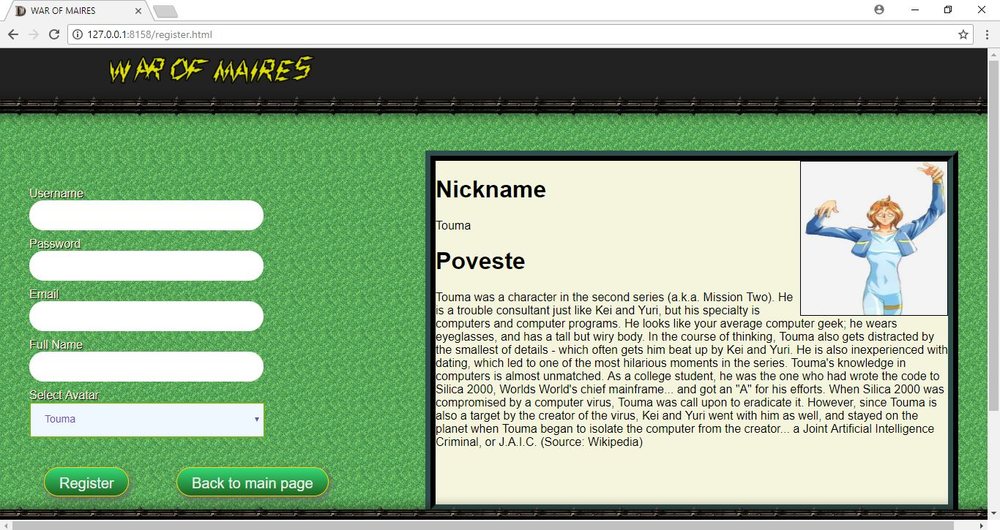 WAR OF MAIRES
127.0.0.1:8158/register.html
WAR OF MAIRES
Username
Password
Email
Full Name
Select Avatar
Touma
Register
Back to main page
Nickname
Touma
Poveste
Touma was a character in the second series (a.k.a. Mission Two). He
is a trouble consultant just like Kei and Yuri, but his specialty is
computers and computer programs. He looks like your average computer geek; he wears
eyeglasses, and has a tall but wiry body. In the course of thinking, Touma also gets distracted by
the smallest of details - which often gets him beat up by Kei and Yuri. He is also inexperienced with
dating, which led to one of the most hilarious moments in the series. Touma's knowledge in
computers is almost unmatched. As a college student, he was the one who had wrote the code to
Silica 2000, Worlds World's chief mainframe... and got an "A" for his efforts. When Silica 2000 was
compromised by a computer virus, Touma was call upon to eradicate it. However, since Touma is
also a target by the creator of the virus, Kei and Yuri went with him as well, and stayed on the
planet when Touma began to isolate the computer from the creator... a Joint Artificial Intelligence
Criminal, or J.A.I.C. (Source: Wikipedia)